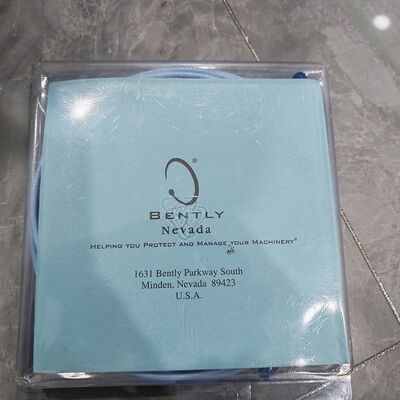 ®
BENTLY
Nevada
HELPING YOU PROTECT AND MANAGE YOUR MACHINERY®
1631 Bently Parkway South
Minden, Nevada 89423
U.S.A.